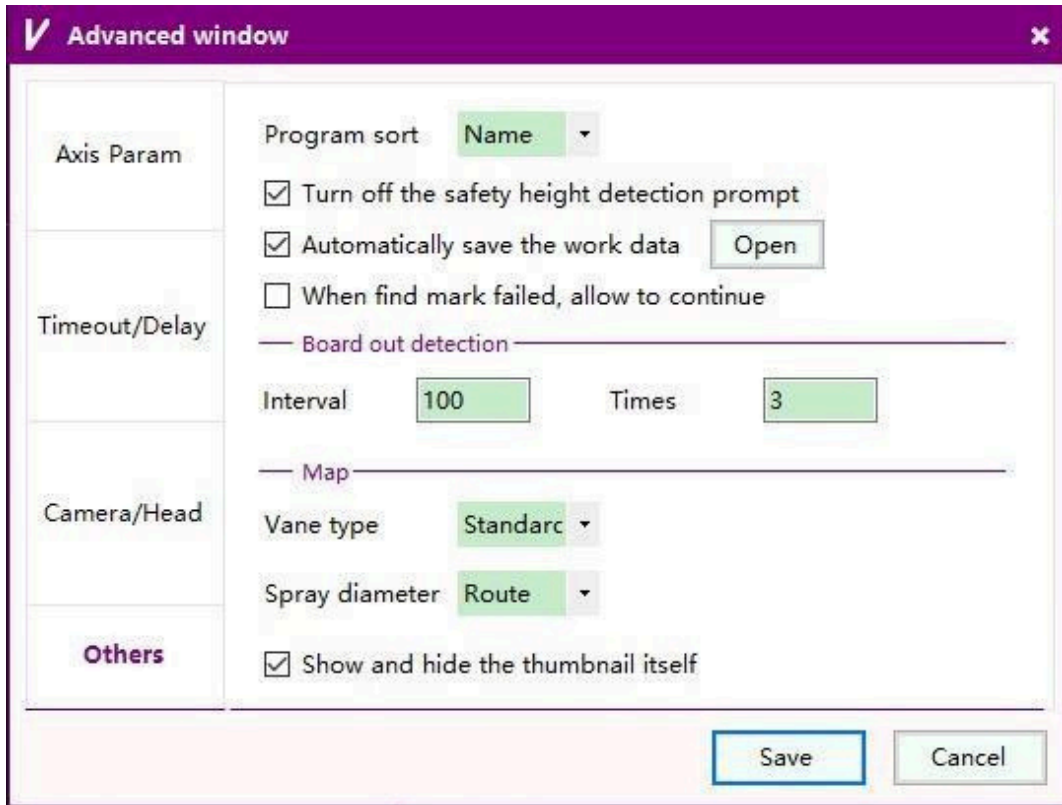 V Advanced window
Axis Param
Timeout/Delay
Camera/Head
Others
Program sort Name
Turn off the safety height detection prompt
Automatically save the work data Open
When find mark failed, allow to continue
Board out detection
Interval 100 Times 3
Map
Vane type Standarc
Spray diameter Route
Show and hide the thumbnail itself
Save Cancel